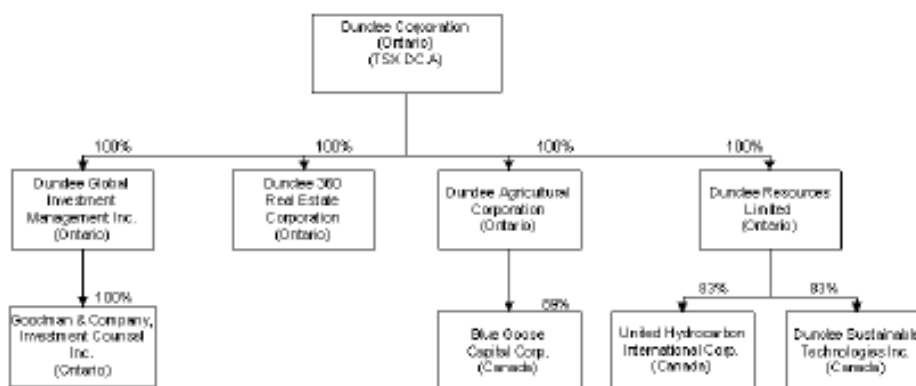 Dundee Corporation
(Ontario)
(TSX DC.A)
100%
100%
100%
100%
Dundee Global
Investment
Management Inc.
(Ontario)
Dundee 360
Real Estate
Corporation
(Ontario)
Dundee Agricultural
Corporation
(Ontario)
Dundee Resources
Limited
(Ontario)
100%
Goodman & Company,
Investment Counsel
Inc.
(Ontario)
Blue Goose
Capital Corp.
(Canada)
83%
United Hydrocarbon
International Corp.
(Canada)
83%
Dundee Sustainable
Technologies Inc.
(Canada)